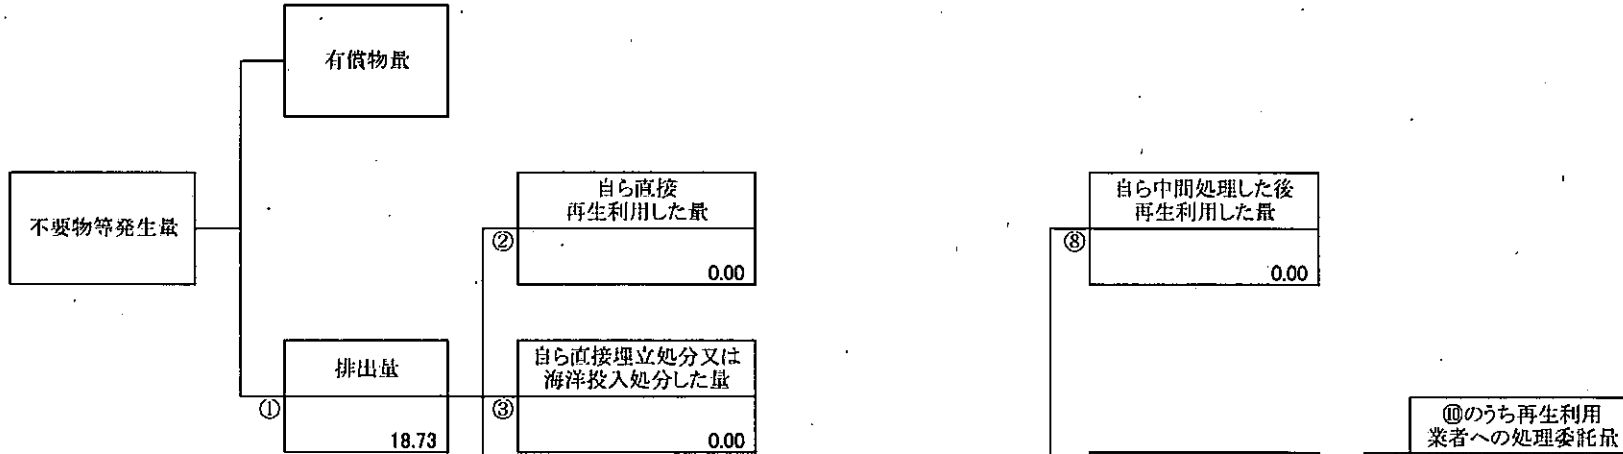 有償物量
不要物等発生量
自ら直接
再生利用した量
②
0.00
自ら中間処理した後
再生利用した量
⑧
0.00
排出量
①
18.73
自ら直接埋立処分又は
海洋投入処分した量
③
0.00
⑩のうち再生利用
業者への処理委託量